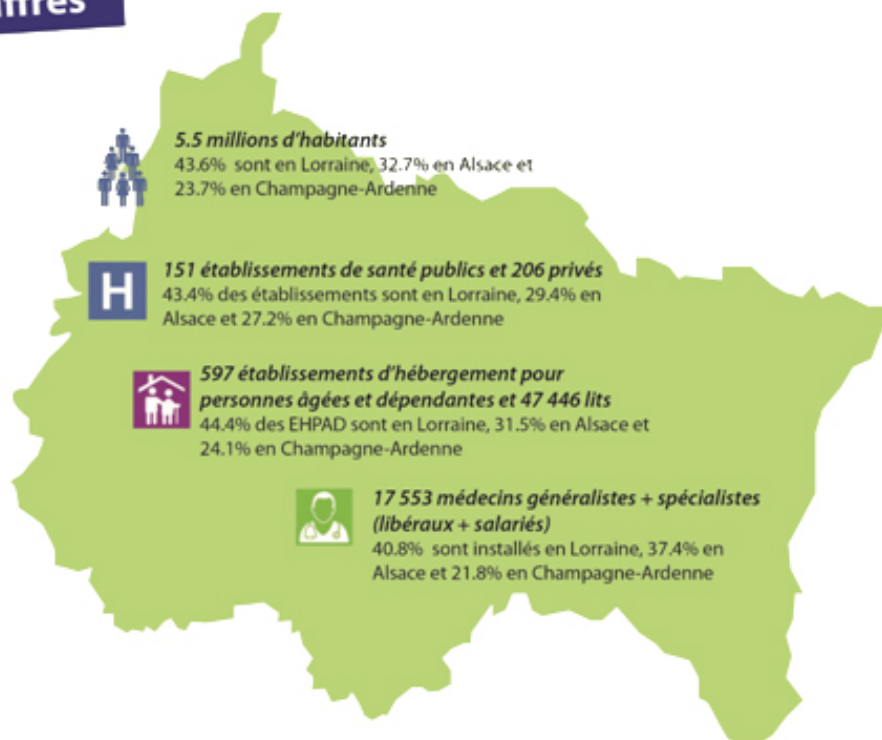 5.5 millions d'habitants
43.6% sont en Lorraine, 32.7% en Alsace et
23.7% en Champagne-Ardenne
H
151 établissements de santé publics et 206 privés
43.4% des établissements sont en Lorraine, 29.4% en
Alsace et 27.2% en Champagne-Ardenne
597 établissements d'hébergement pour
personnes âgées et dépendantes et 47 446 lits
44.4% des EHPAD sont en Lorraine, 31.5% en Alsace et
24.1% en Champagne-Ardenne
17 553 médecins généralistes + spécialistes
(libéraux + salariés)
40.8% sont installés en Lorraine, 37.4% en
Alsace et 21.8% en Champagne-Ardenne